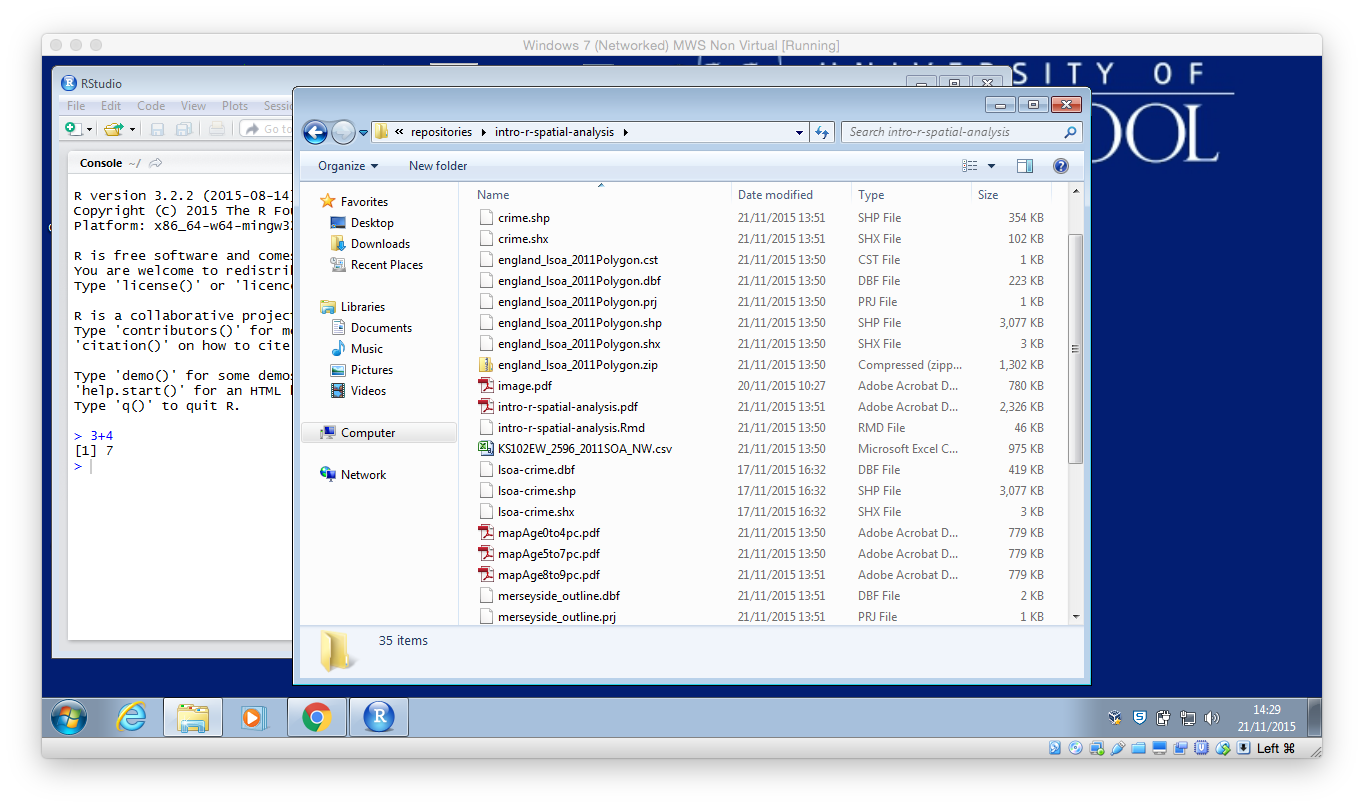 Windows 7 (Networked) MWS Non Virtual [Running]
UNIVERSITY OF
OOL
RStudio
File Edit Code View Plots Sessi
Go to
Console ~/
R version 3.2.2 (2015-08-14)
Copyright (C) 2015 The R Fou
Platform: x86_64-w64-mingw3
R is free software and comes
You are welcome to redistrib
Type 'license()' or 'licenc
R is a collaborative project
Type 'contributors()' for mo
'citation()' on how to cite
Type 'demo()' for some demos
'help.start()' for an HTML
Type 'q()' to quit R.
> 3+4
[1] 7
>
« repositories intro-r-spatial-analysis
Search intro-r-spatial-analysis
Organize New folder
Favorites
Desktop
Downloads
Recent Places
Libraries
Documents
Music
Pictures
Videos
Computer
Network
Name Date modified Type Size
crime.shp 21/11/2015 13:51 SHP File 354 KB
crime.shx 21/11/2015 13:51 SHX File 102 KB
england_lsoa_2011Polygon.cst 21/11/2015 13:50 CST File 1 KB
england_lsoa_2011Polygon.dbf 21/11/2015 13:50 DBF File 223 KB
england_lsoa_2011Polygon.prj 21/11/2015 13:50 PRJ File 1 KB
england_lsoa_2011Polygon.shp 21/11/2015 13:50 SHP File 3,077 KB
england_lsoa_2011Polygon.shx 21/11/2015 13:50 SHX File 3 KB
england_lsoa_2011Polygon.zip 21/11/2015 13:50 Compressed (zipp... 1,302 KB
image.pdf 20/11/2015 10:27 Adobe Acrobat D... 780 KB
intro-r-spatial-analysis.pdf 21/11/2015 13:51 Adobe Acrobat D... 2,326 KB
intro-r-spatial-analysis.Rmd 21/11/2015 13:50 RMD File 46 KB
KS102EW_2596_2011SOA_NW.csv 21/11/2015 13:50 Microsoft Excel C... 975 KB
lsoa-crime.dbf 17/11/2015 16:32 DBF File 419 KB
lsoa-crime.shp 17/11/2015 16:32 SHP File 3,077 KB
lsoa-crime.shx 17/11/2015 16:32 SHX File 3 KB
mapAge0to4pc.pdf 21/11/2015 13:50 Adobe Acrobat D... 779 KB
mapAge5to7pc.pdf 21/11/2015 13:50 Adobe Acrobat D... 779 KB
mapAge8to9pc.pdf 21/11/2015 13:51 Adobe Acrobat D... 779 KB
merseyside_outline.dbf 21/11/2015 13:51 DBF File 2 KB
merseyside_outline.prj 21/11/2015 13:51 PRJ File 1 KB
35 items
14:29
21/11/2015
Left ⌘